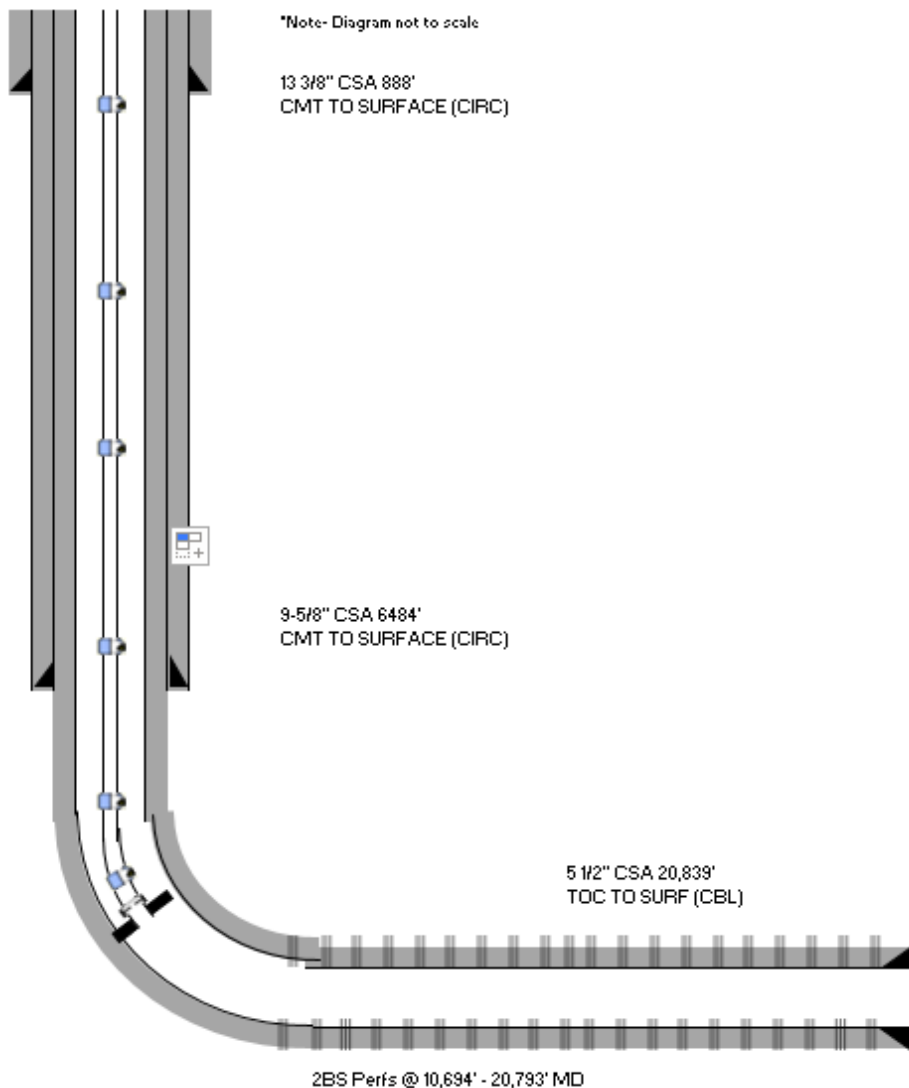 *Note- Diagram not to scale
13 3/8" CSA 888'
CMT TO SURFACE (CIRC)
9-5/8" CSA 6484'
CMT TO SURFACE (CIRC)
5 1/2" CSA 20,839'
TOC TO SURF (CBL)
2BS Perfs @ 10,694' - 20,793' MD